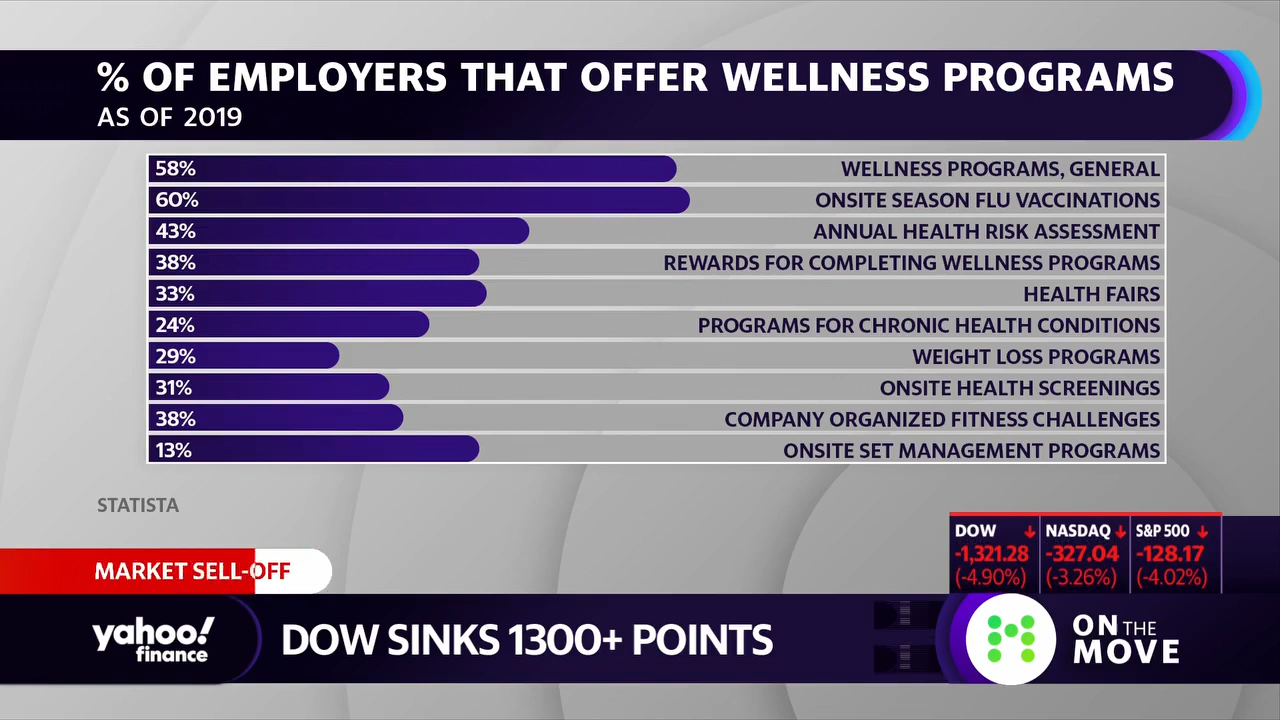 % OF EMPLOYERS THAT OFFER WELLNESS PROGRAMS
AS OF 2019
58% WELLNESS PROGRAMS, GENERAL
60% ONSITE SEASON FLU VACCINATIONS
43% ANNUAL HEALTH RISK ASSESSMENT
38% REWARDS FOR COMPLETING WELLNESS PROGRAMS
33% HEALTH FAIRS
24% PROGRAMS FOR CHRONIC HEALTH CONDITIONS
29% WEIGHT LOSS PROGRAMS
31% ONSITE HEALTH SCREENINGS
38% COMPANY ORGANIZED FITNESS CHALLENGES
13% ONSITE SET MANAGEMENT PROGRAMS
STATISTA
DOW NASDAQ S&P 500
-1,321.28 -327.04 -128.17
(-4.90%) (-3.26%) (-4.02%)
MARKET SELL-OFF
yahoo!
finance
DOW SINKS 1300+ POINTS
ON THE
MOVE